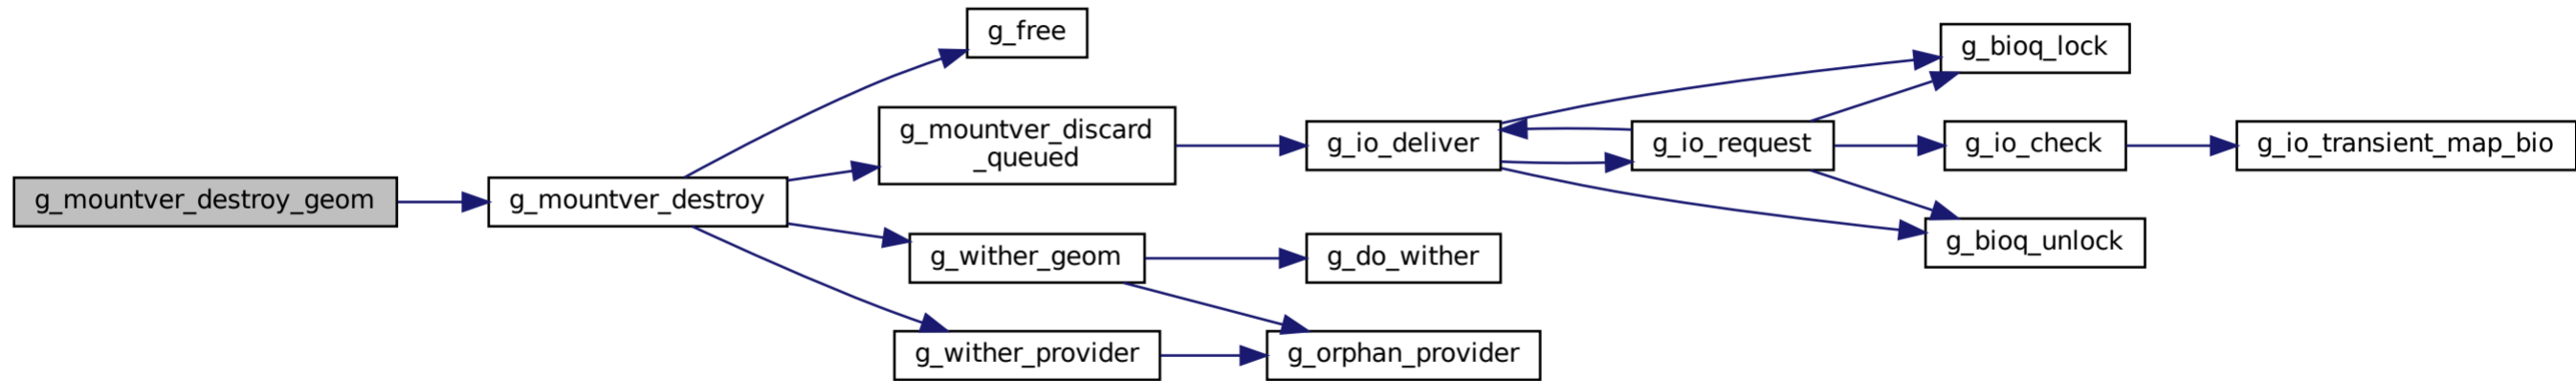 g_mountver_destroy_geom
g_mountver_destroy
g_free
g_mountver_discard
_queued
g_wither_geom
g_wither_provider
g_io_deliver
g_do_wither
g_orphan_provider
g_io_request
g_bioq_lock
g_io_check
g_bioq_unlock
g_io_transient_map_bio